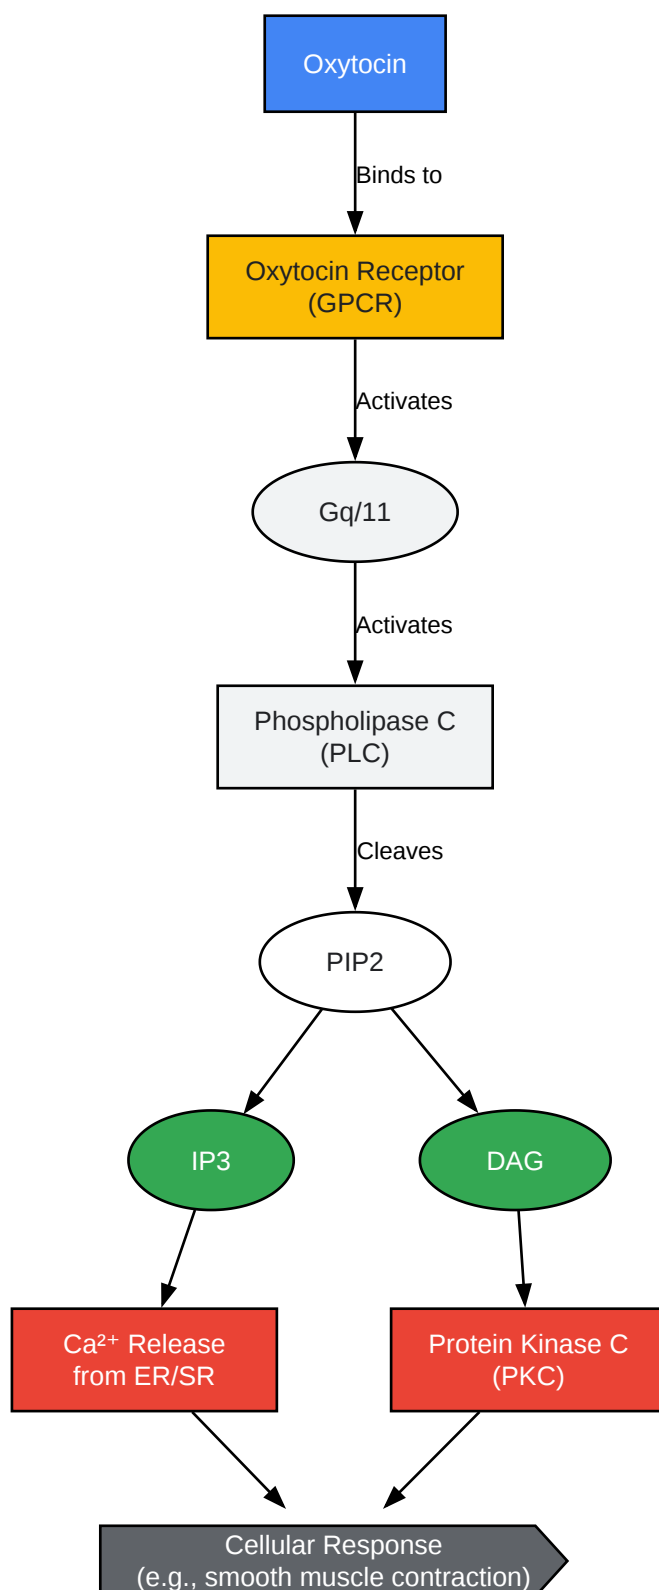 Oxytocin
Binds to
Oxytocin Receptor
(GPCR)
Activates
Gq/11
Activates
Phospholipase C
(PLC)
Cleaves
PIP2
IP3
DAG
Ca²⁺ Release
from ER/SR
Protein Kinase C
(PKC)
Cellular Response
(e.g., smooth muscle contraction)